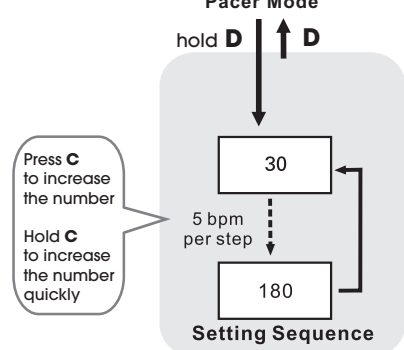 Pacer Mode
hold D
D
30
Press C
to increase
the number
Hold C
to increase
the number
quickly
5 bpm
per step
180
Setting Sequence